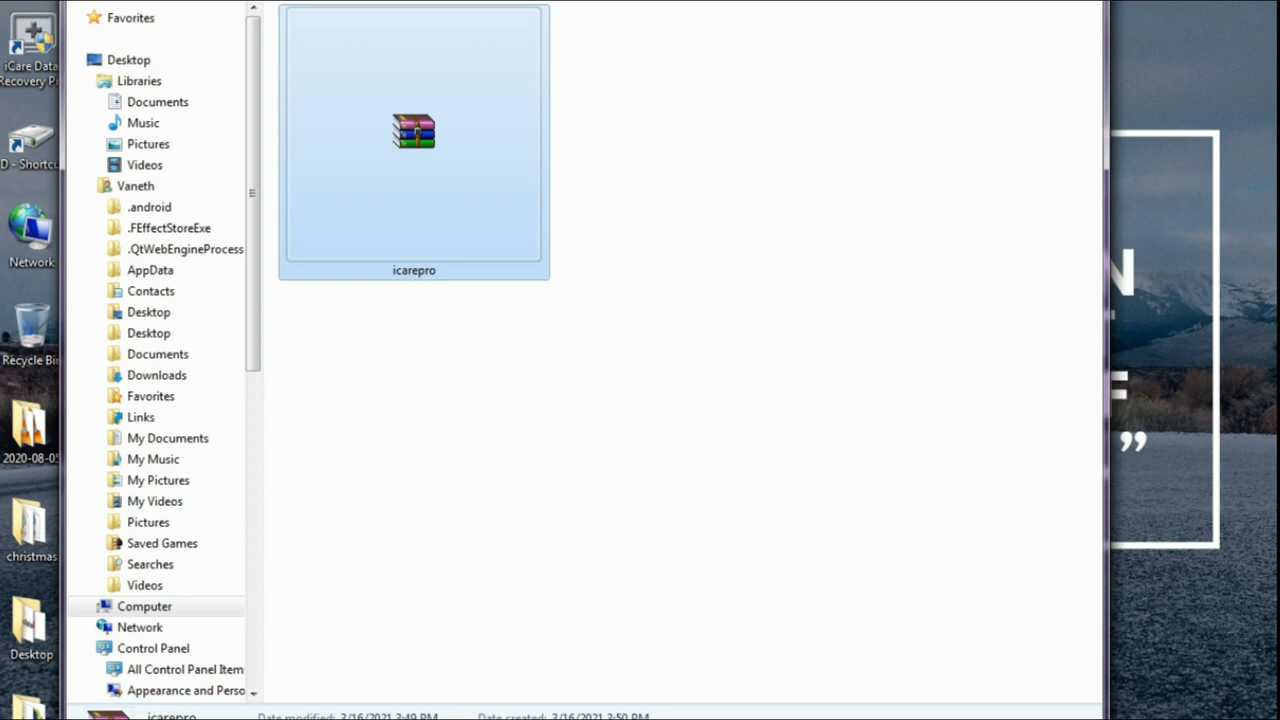 iCare Data
Recovery Pr
D - Shortcu
Network
Recycle Bin
2020-08-05
christmas
Desktop
Favorites
Desktop
Libraries
Documents
Music
Pictures
Videos
Vaneth
.android
.FEffectStoreExe
.QtWebEngineProcess
AppData
Contacts
Desktop
Desktop
Documents
Downloads
Favorites
Links
My Documents
My Music
My Pictures
My Videos
Pictures
Saved Games
Searches
Videos
Computer
Network
Control Panel
All Control Panel Item
Appearance and Perso
icarepro
icarepro Date modified: 3/16/2021 3:49 PM Date created: 3/16/2021 3:50 PM
N
”